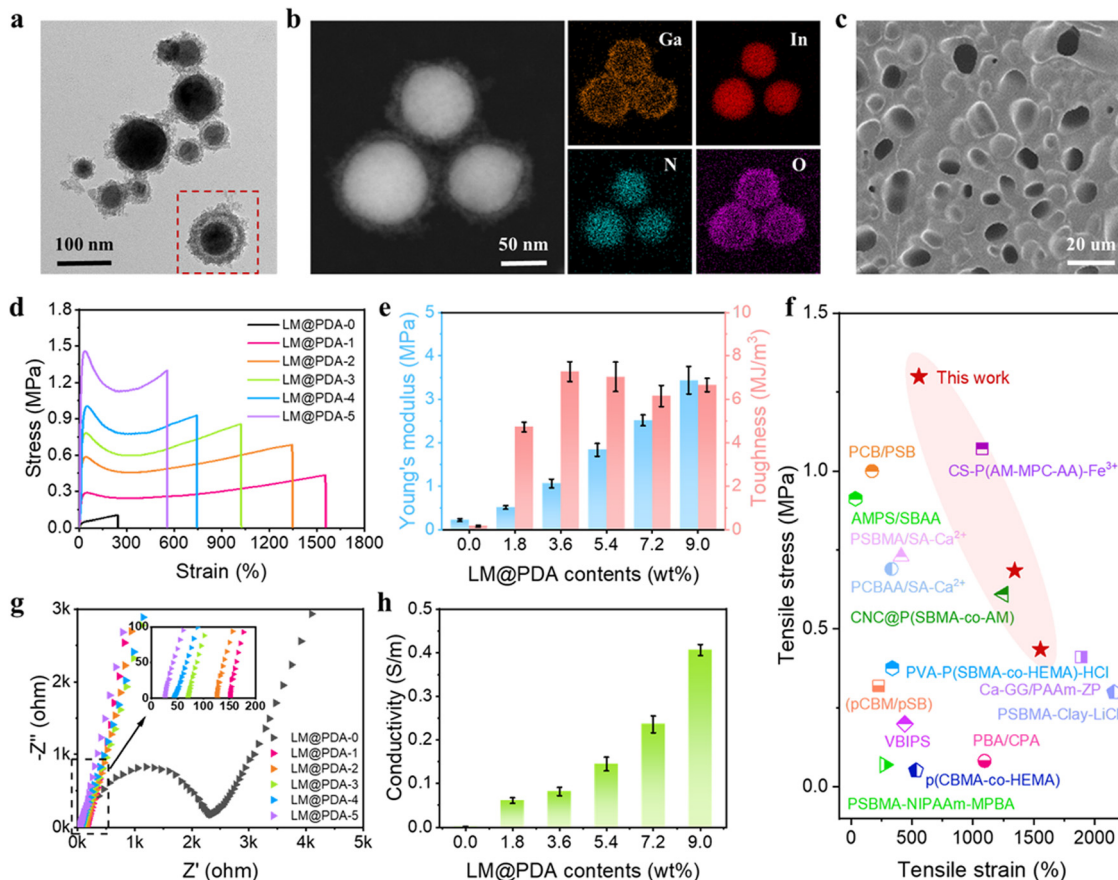 a
100 nm
b
50 nm
Ga
In
N
O
c
20 um
d
Stress (MPa)
1.8
1.5
1.2
0.9
0.6
0.3
0.0
0 300 600 900 1200 1500 1800
Strain (%)
LM@PDA-0
LM@PDA-1
LM@PDA-2
LM@PDA-3
LM@PDA-4
LM@PDA-5
e
Young's modulus (MPa)
5
4
3
2
1
0
0.0 1.8 3.6 5.4 7.2 9.0
LM@PDA contents (wt%)
10
8
6
4
2
0
Toughness (MJ/m³)
f
Tensile stress (MPa)
1.5
1.0
0.5
0.0
0 500 1000 1500 2000
Tensile strain (%)
This work
PCB/PSB
CS-P(AM-MPC-AA)-Fe³⁺
AMPS/SBAA
PSBMA/SA-Ca²⁺
PCBAA/SA-Ca²⁺
CNC@P(SBMA-co-AM)
PVA-P(SBMA-co-HEMA)-HCl
Ca-GG/PAAm-ZP
(pCBM/pSB)
PSBMA-Clay-LiCl
VBIPS
PBA/CPA
p(CBMA-co-HEMA)
PSBMA-NIPAAm-MPBA
g
-Z'' (ohm)
3k
2k
1k
0k
0k 1k 2k 3k 4k 5k
Z' (ohm)
100
50
0
0 50 100 150 200
LM@PDA-0
LM@PDA-1
LM@PDA-2
LM@PDA-3
LM@PDA-4
LM@PDA-5
h
Conductivity (S/m)
0.5
0.4
0.3
0.2
0.1
0.0
0.0 1.8 3.6 5.4 7.2 9.0
LM@PDA contents (wt%)